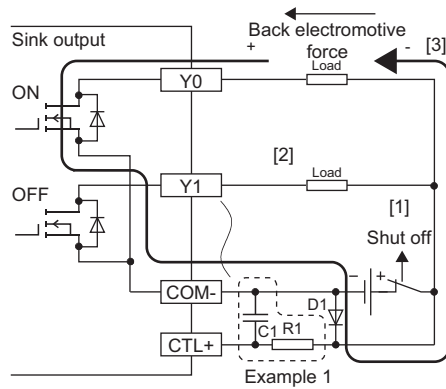 Sink output
Back electromotive
force
+
-
[3]
Load
Y0
ON
[2]
Load
Y1
OFF
[1]
Shut off
COM-
-
+
D1
C1
R1
CTL+
Example 1